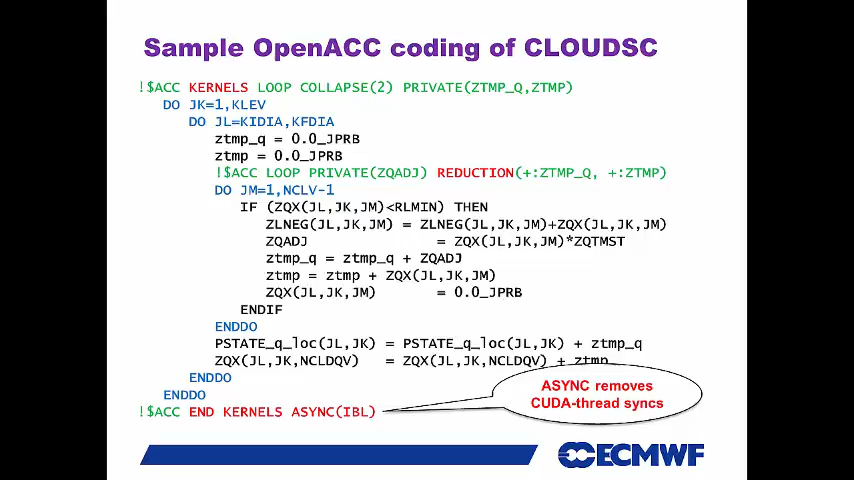 Sample OpenACC coding of CLOUDSC
!$ACC KERNELS LOOP COLLAPSE(2) PRIVATE(ZTMP_Q,ZTMP)
DO JK=1,KLEV
DO JL=KIDIA,KFDIA
ztmp_q = 0.0_JPRB
ztmp = 0.0_JPRB
!$ACC LOOP PRIVATE(ZQADJ) REDUCTION(+:ZTMP_Q, +:ZTMP)
DO JM=1,NCLV-1
IF (ZQX(JL,JK,JM)<RLMIN) THEN
ZLNEG(JL,JK,JM) = ZLNEG(JL,JK,JM)+ZQX(JL,JK,JM)
ZQADJ = ZQX(JL,JK,JM)*ZQTMST
ztmp_q = ztmp_q + ZQADJ
ztmp = ztmp + ZQX(JL,JK,JM)
ZQX(JL,JK,JM) = 0.0_JPRB
ENDIF
ENDDO
PSTATE_q_loc(JL,JK) = PSTATE_q_loc(JL,JK) + ztmp_q
ZQX(JL,JK,NCLDQV) = ZQX(JL,JK,NCLDQV) + ztmp
ENDDO
ENDDO
!$ACC END KERNELS ASYNC(IBL)
ASYNC removes
CUDA-thread syncs
ECMWF